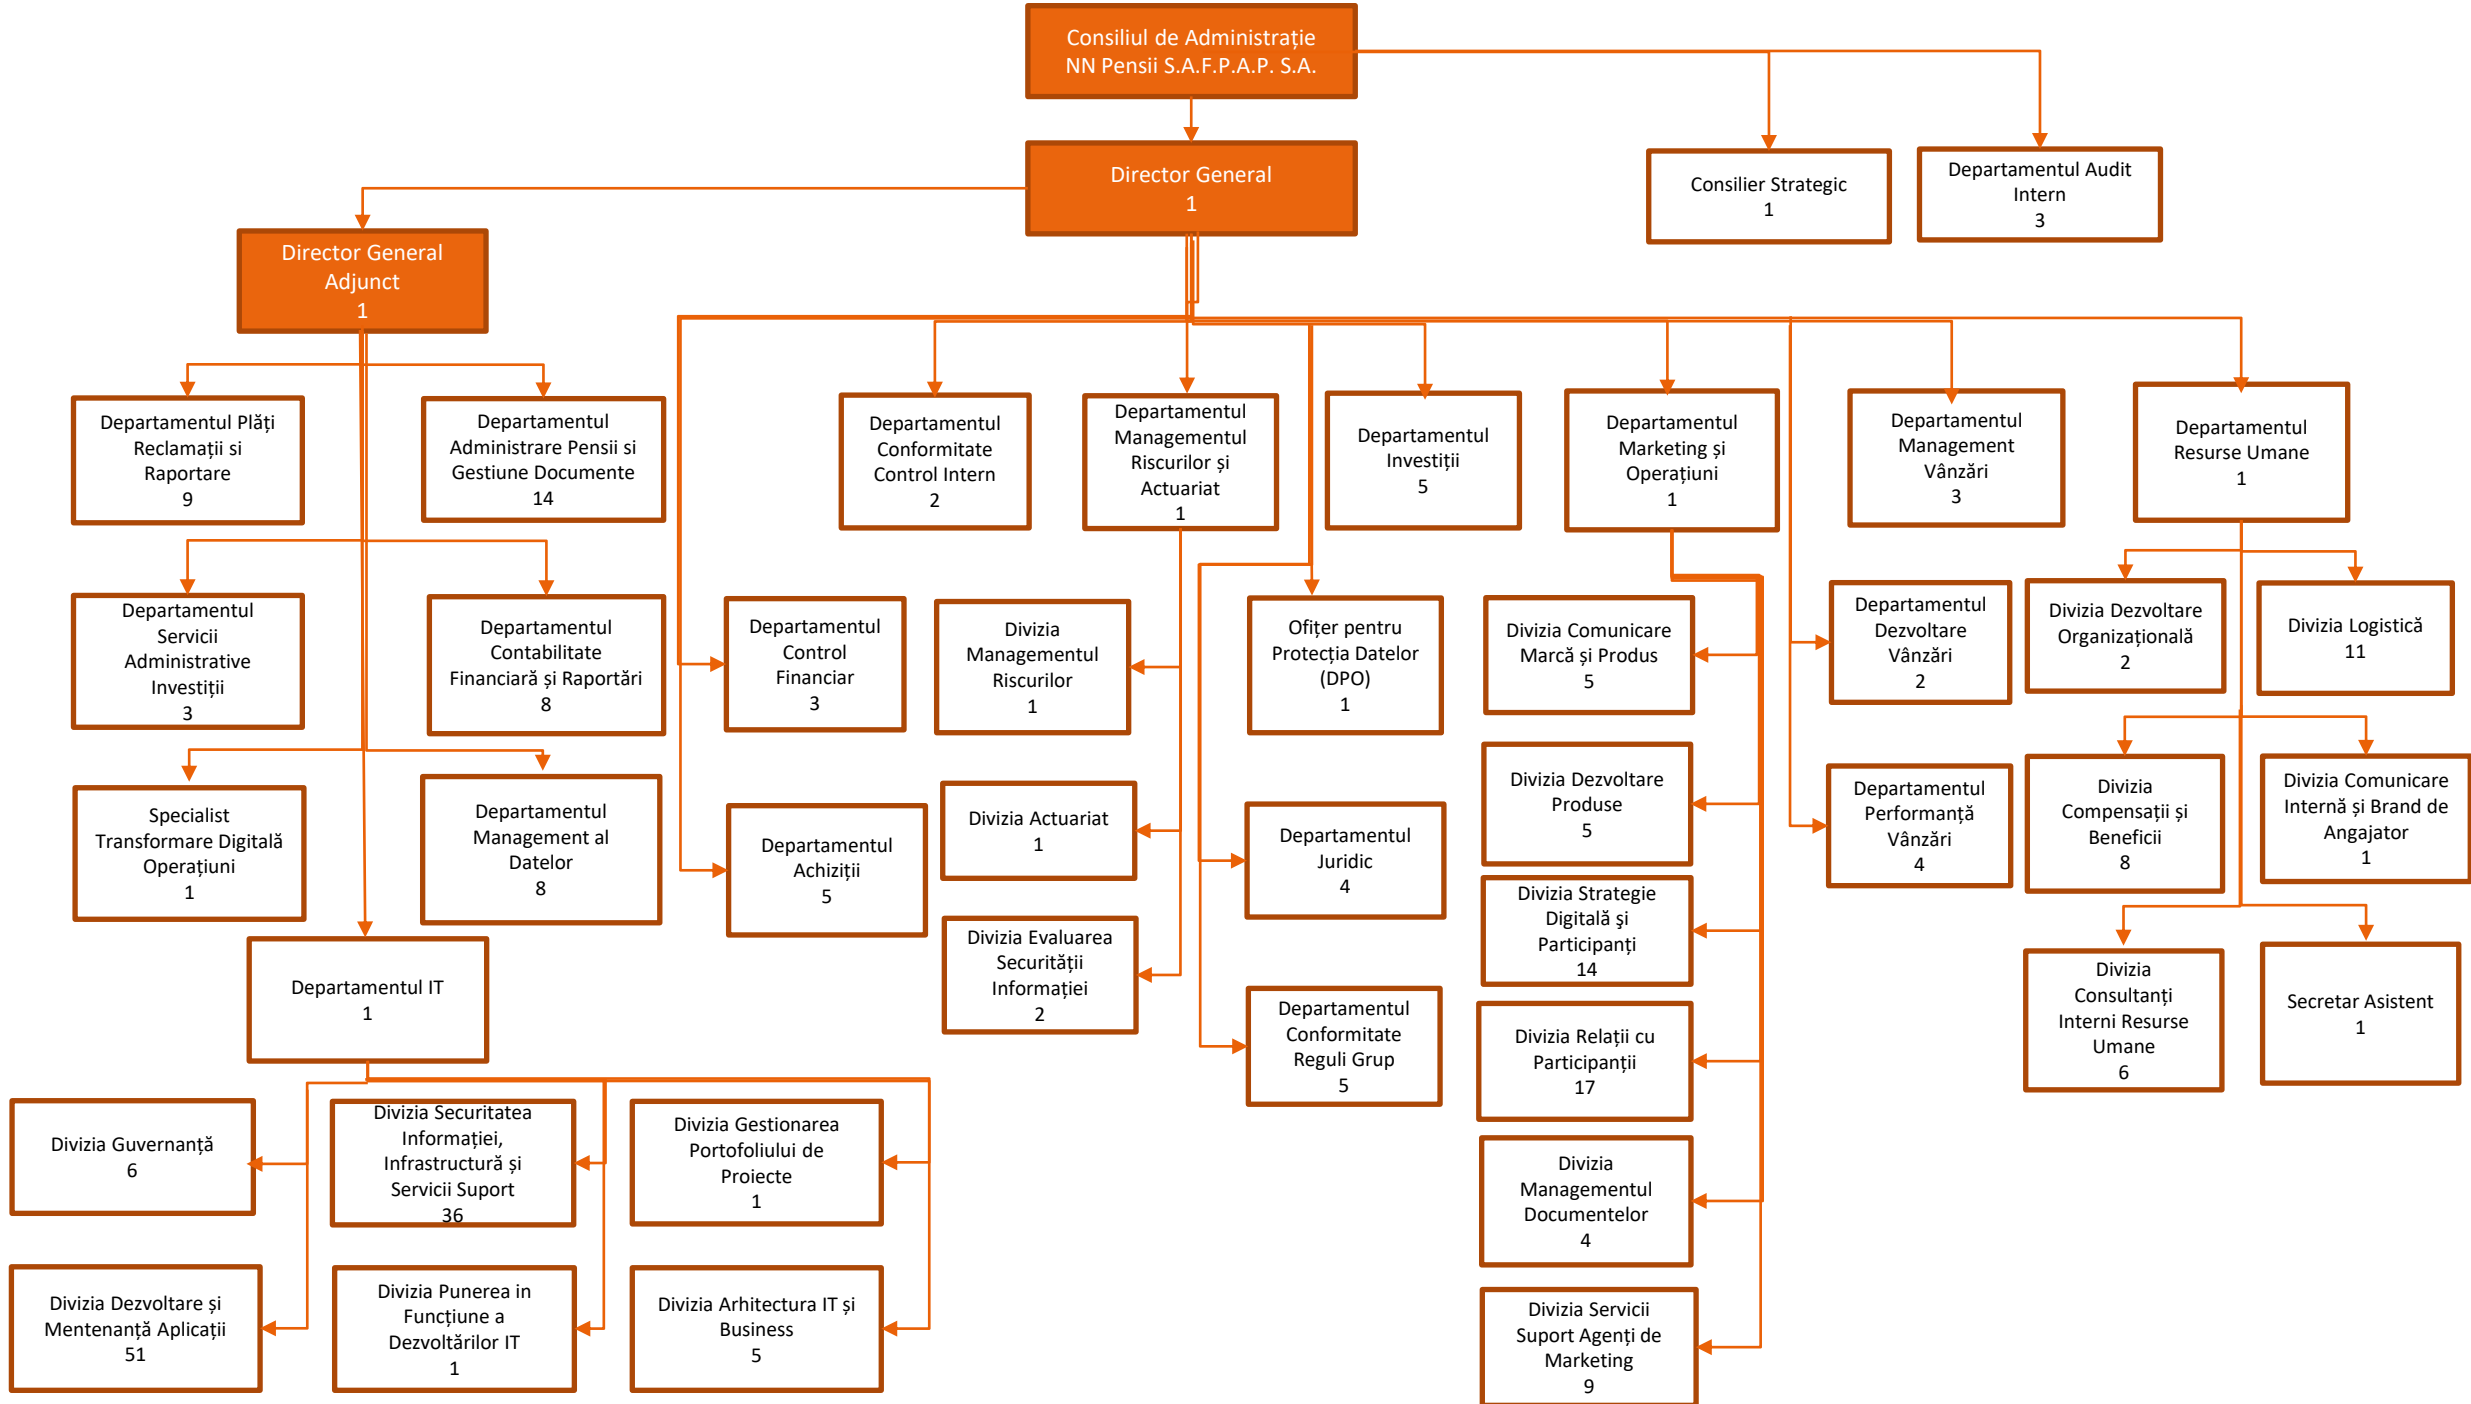 Consiliul de Administrație
NN Pensii S.A.F.P.A.P. S.A.
Director General
1
Consilier Strategic
1
Departamentul Audit
Intern
3
Director General
Adjunct
1
Departamentul Plăți
Reclamații si
Raportare
9
Departamentul
Administrare Pensii si
Gestiune Documente
14
Departamentul
Conformitate
Control Intern
2
Departamentul
Managementul
Riscurilor și
Actuariat
1
Departamentul
Investiții
5
Departamentul
Marketing și
Operațiuni
1
Departamentul
Management
Vânzări
3
Departamentul
Resurse Umane
1
Departamentul
Servicii
Administrative
Investiții
3
Departamentul
Contabilitate
Financiară și Raportări
8
Departamentul
Control
Financiar
3
Divizia
Managementul
Riscurilor
1
Ofițer pentru
Protecția Datelor
(DPO)
1
Divizia Comunicare
Marcă și Produs
5
Departamentul
Dezvoltare
Vânzări
2
Divizia Dezvoltare
Organizațională
2
Divizia Logistică
11
Specialist
Transformare Digitală
Operațiuni
1
Departamentul
Management al
Datelor
8
Departamentul
Achiziții
5
Divizia Actuariat
1
Departamentul
Juridic
4
Divizia Dezvoltare
Produse
5
Departamentul
Performanță
Vânzări
4
Divizia
Compensații și
Beneficii
8
Divizia Comunicare
Internă și Brand de
Angajator
1
Divizia Strategie
Digitală şi
Participanți
14
Departamentul IT
1
Divizia Evaluarea
Securității
Informației
2
Departamentul
Conformitate
Reguli Grup
5
Divizia Relații cu
Participanții
17
Divizia
Consultanți
Interni Resurse
Umane
6
Secretar Asistent
1
Divizia Guvernanță
6
Divizia Securitatea
Informației,
Infrastructură și
Servicii Suport
36
Divizia Gestionarea
Portofoliului de
Proiecte
1
Divizia
Managementul
Documentelor
4
Divizia Dezvoltare și
Mentenanță Aplicații
51
Divizia Punerea in
Funcțiune a
Dezvoltărilor IT
1
Divizia Arhitectura IT și
Business
5
Divizia Servicii
Suport Agenți de
Marketing
9